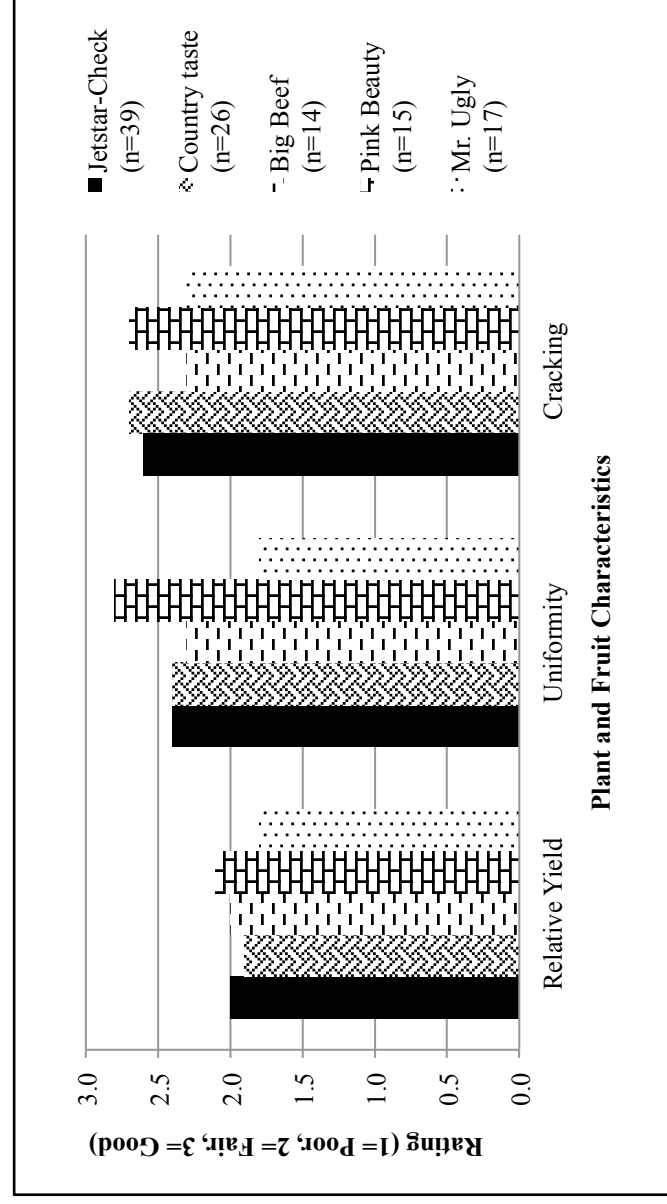 Rating (1= Poor, 2= Fair, 3= Good)
3.0
2.5
2.0
1.5
1.0
0.5
0.0
Relative Yield
Uniformity
Cracking
Plant and Fruit Characteristics
Jetstar-Check
(n=39)
Country taste
(n=26)
Big Beef
(n=14)
Pink Beauty
(n=15)
Mr. Ugly
(n=17)